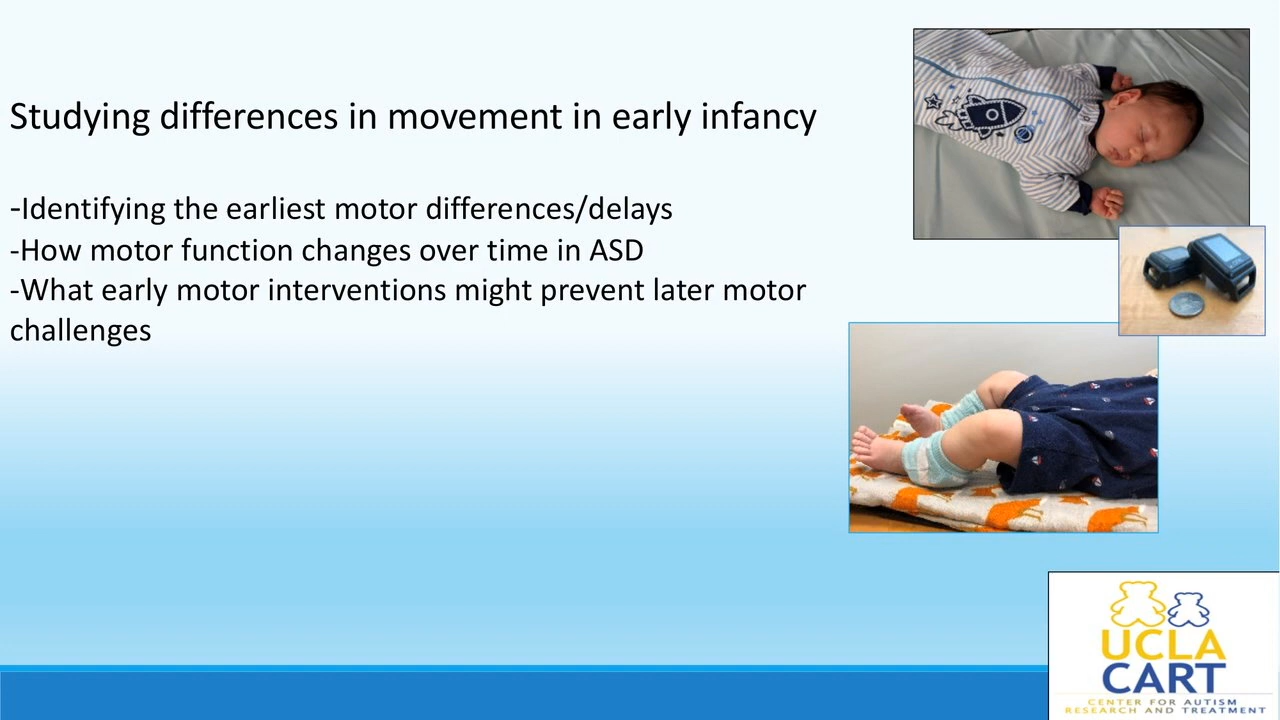 Studying differences in movement in early infancy
-Identifying the earliest motor differences/delays
-How motor function changes over time in ASD
-What early motor interventions might prevent later motor
challenges
UCLA
CART
CENTER FOR AUTISM
RESEARCH AND TREATMENT